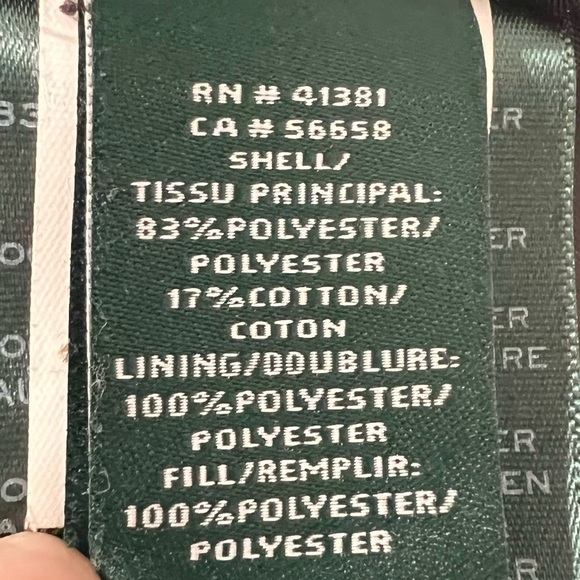 RN # 41381
CA # 56658
SHELL/
TISSU PRINCIPAL:
83%POLYESTER/
POLYESTER
17%COTTON/
COTON
LINING/DOUBLURE:
100%POLYESTER/
POLYESTER
FILL/REMPLIR:
100%POLYESTER/
POLYESTER